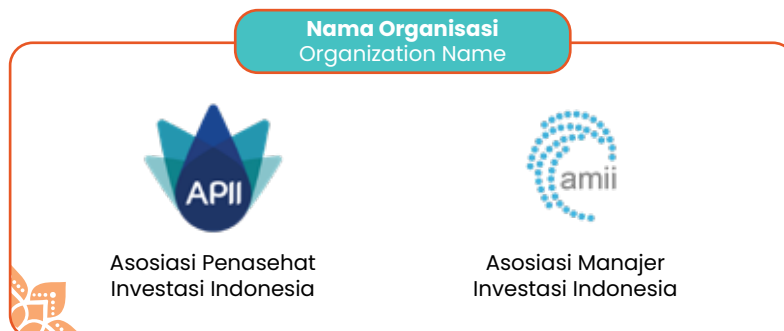 Nama Organisasi
Organization Name
APII
amii
Asosiasi Penasehat
Investasi Indonesia
Asosiasi Manajer
Investasi Indonesia